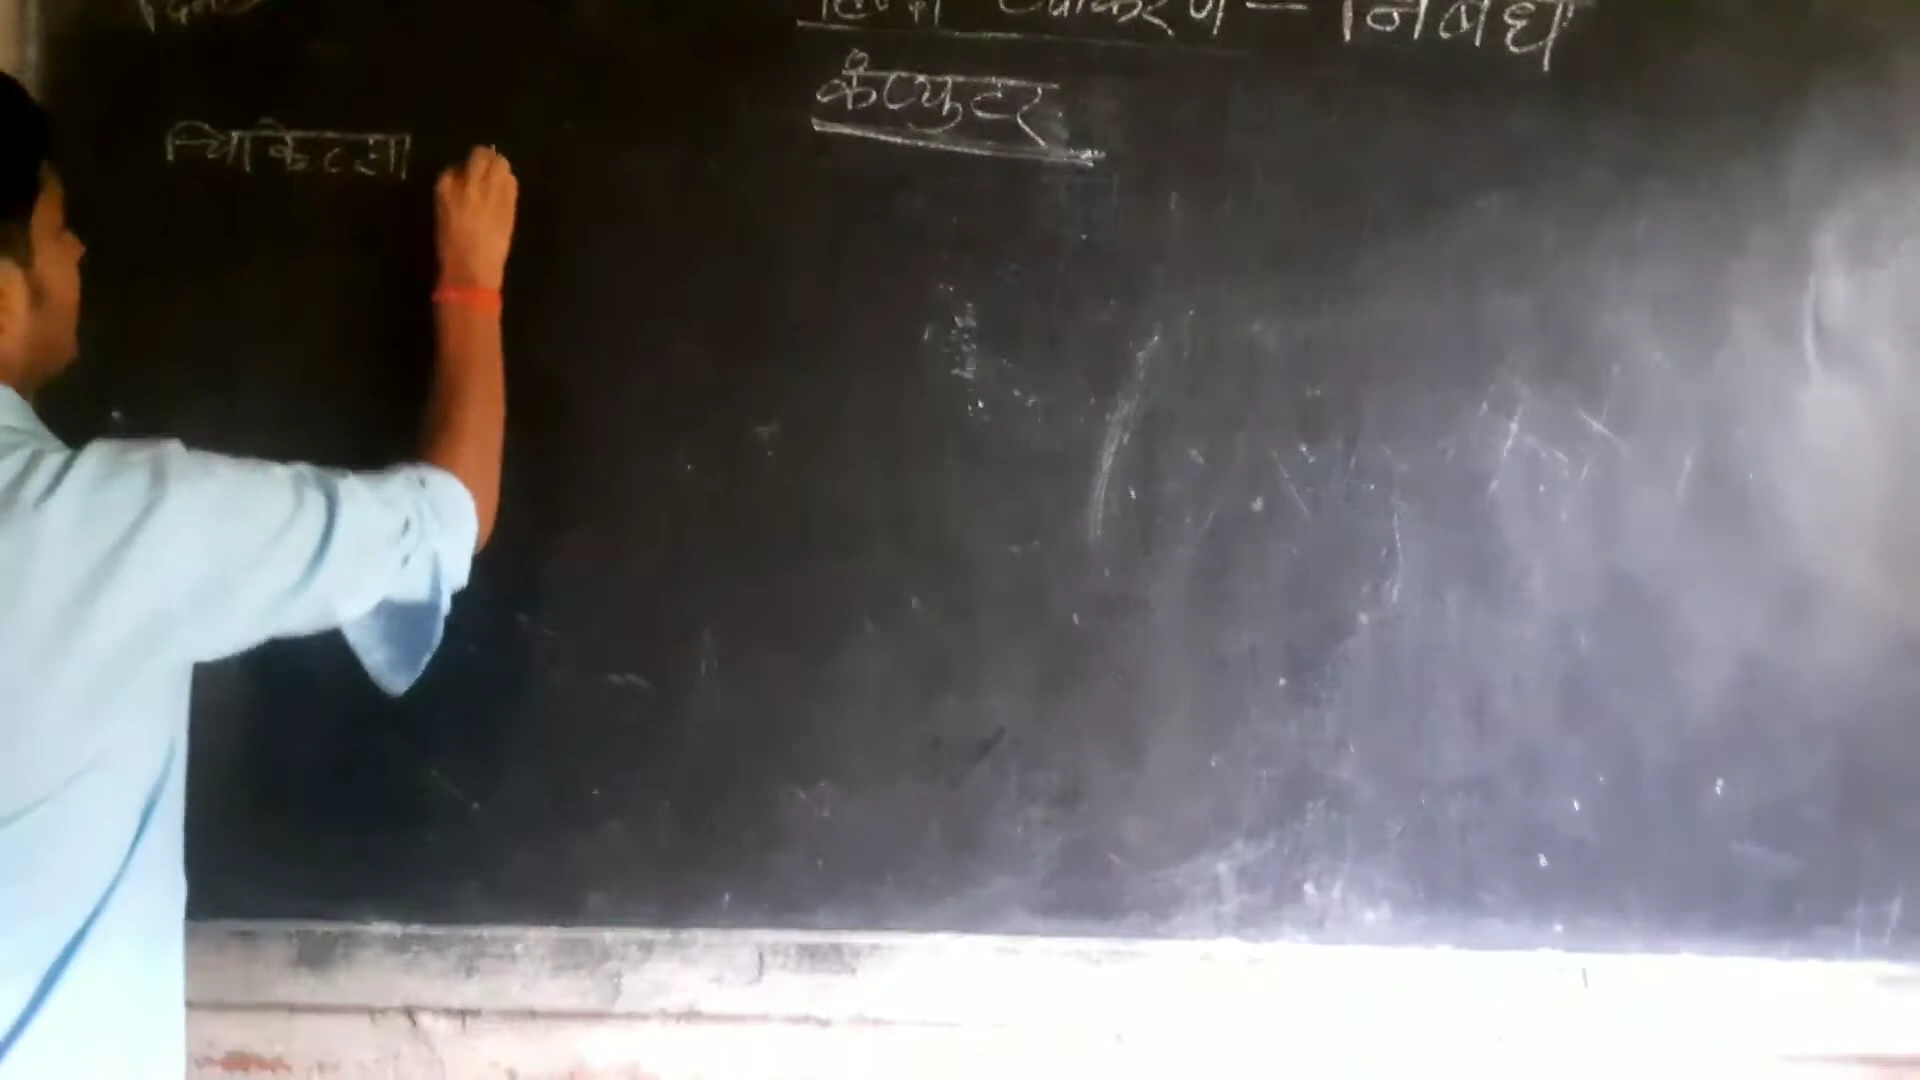 हिन्दी व्याकरण – निबंध
कंप्युटर
चिकित्सा